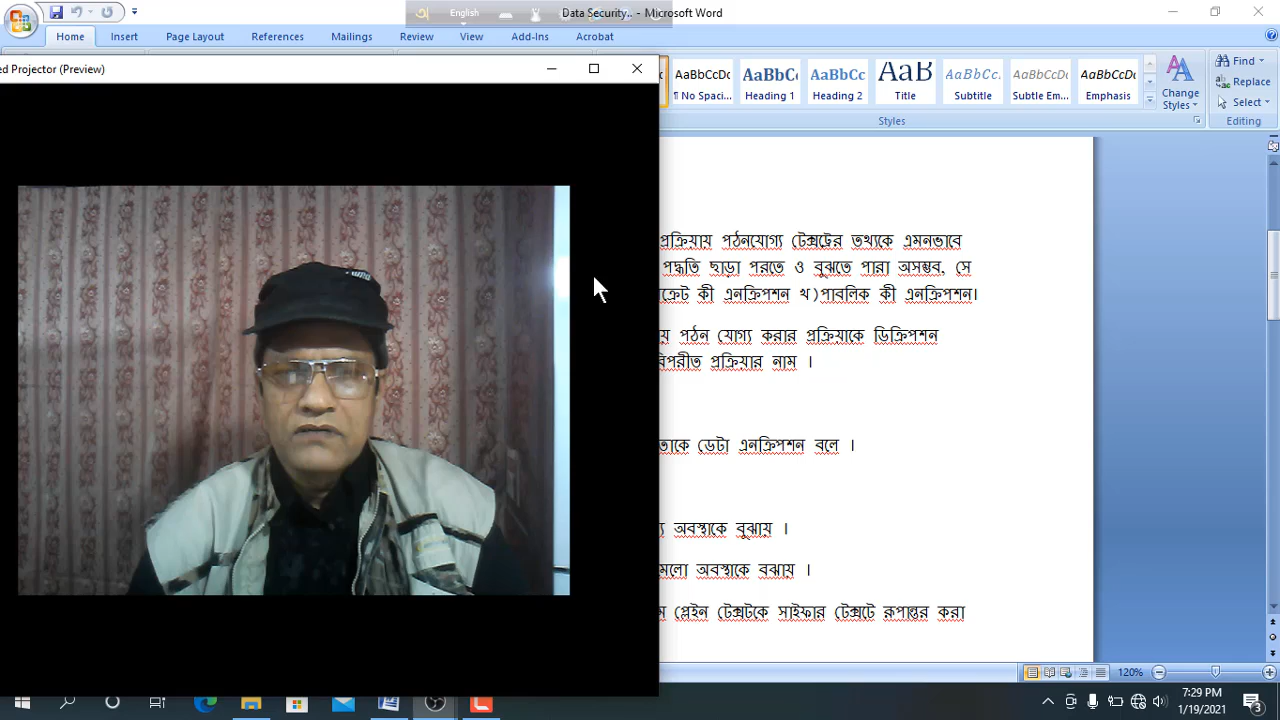 English
Data Security.. - Microsoft Word
Home Insert Page Layout References Mailings Review View Add-Ins Acrobat
ed Projector (Preview)
AaBbCcDc AaBbC AaBbCc AaB AaBbCc. AaBbCcDc AaBbCcDc
¶ No Spaci... Heading 1 Heading 2 Title Subtitle Subtle Em... Emphasis
Change Styles
Find
Replace
Select
Styles
Editing
প্রক্রিযায় পঠনযোগ্য টেক্সটের তথ্যকে এমনভাবে
পদ্ধতি ছাড়া পরতে ও বুঝতে পারা অসম্ভব, সে
ক্রেট কী এনক্রিপশন খ)পাবলিক কী এনক্রিপশন।
য় পঠন যোগ্য করার প্রক্রিযাকে ডিক্রিপশন
বিপরীত প্রক্রিযার নাম ।
তাকে ডেটা এনক্রিপশন বলে ।
অবস্থাকে বুঝায় ।
মেলো অবস্থাকে বঝায় ।
প্লেইন টেক্সটকে সাইফার টেক্সটে রূপান্তর করা
120%
7:29 PM
1/19/2021
3